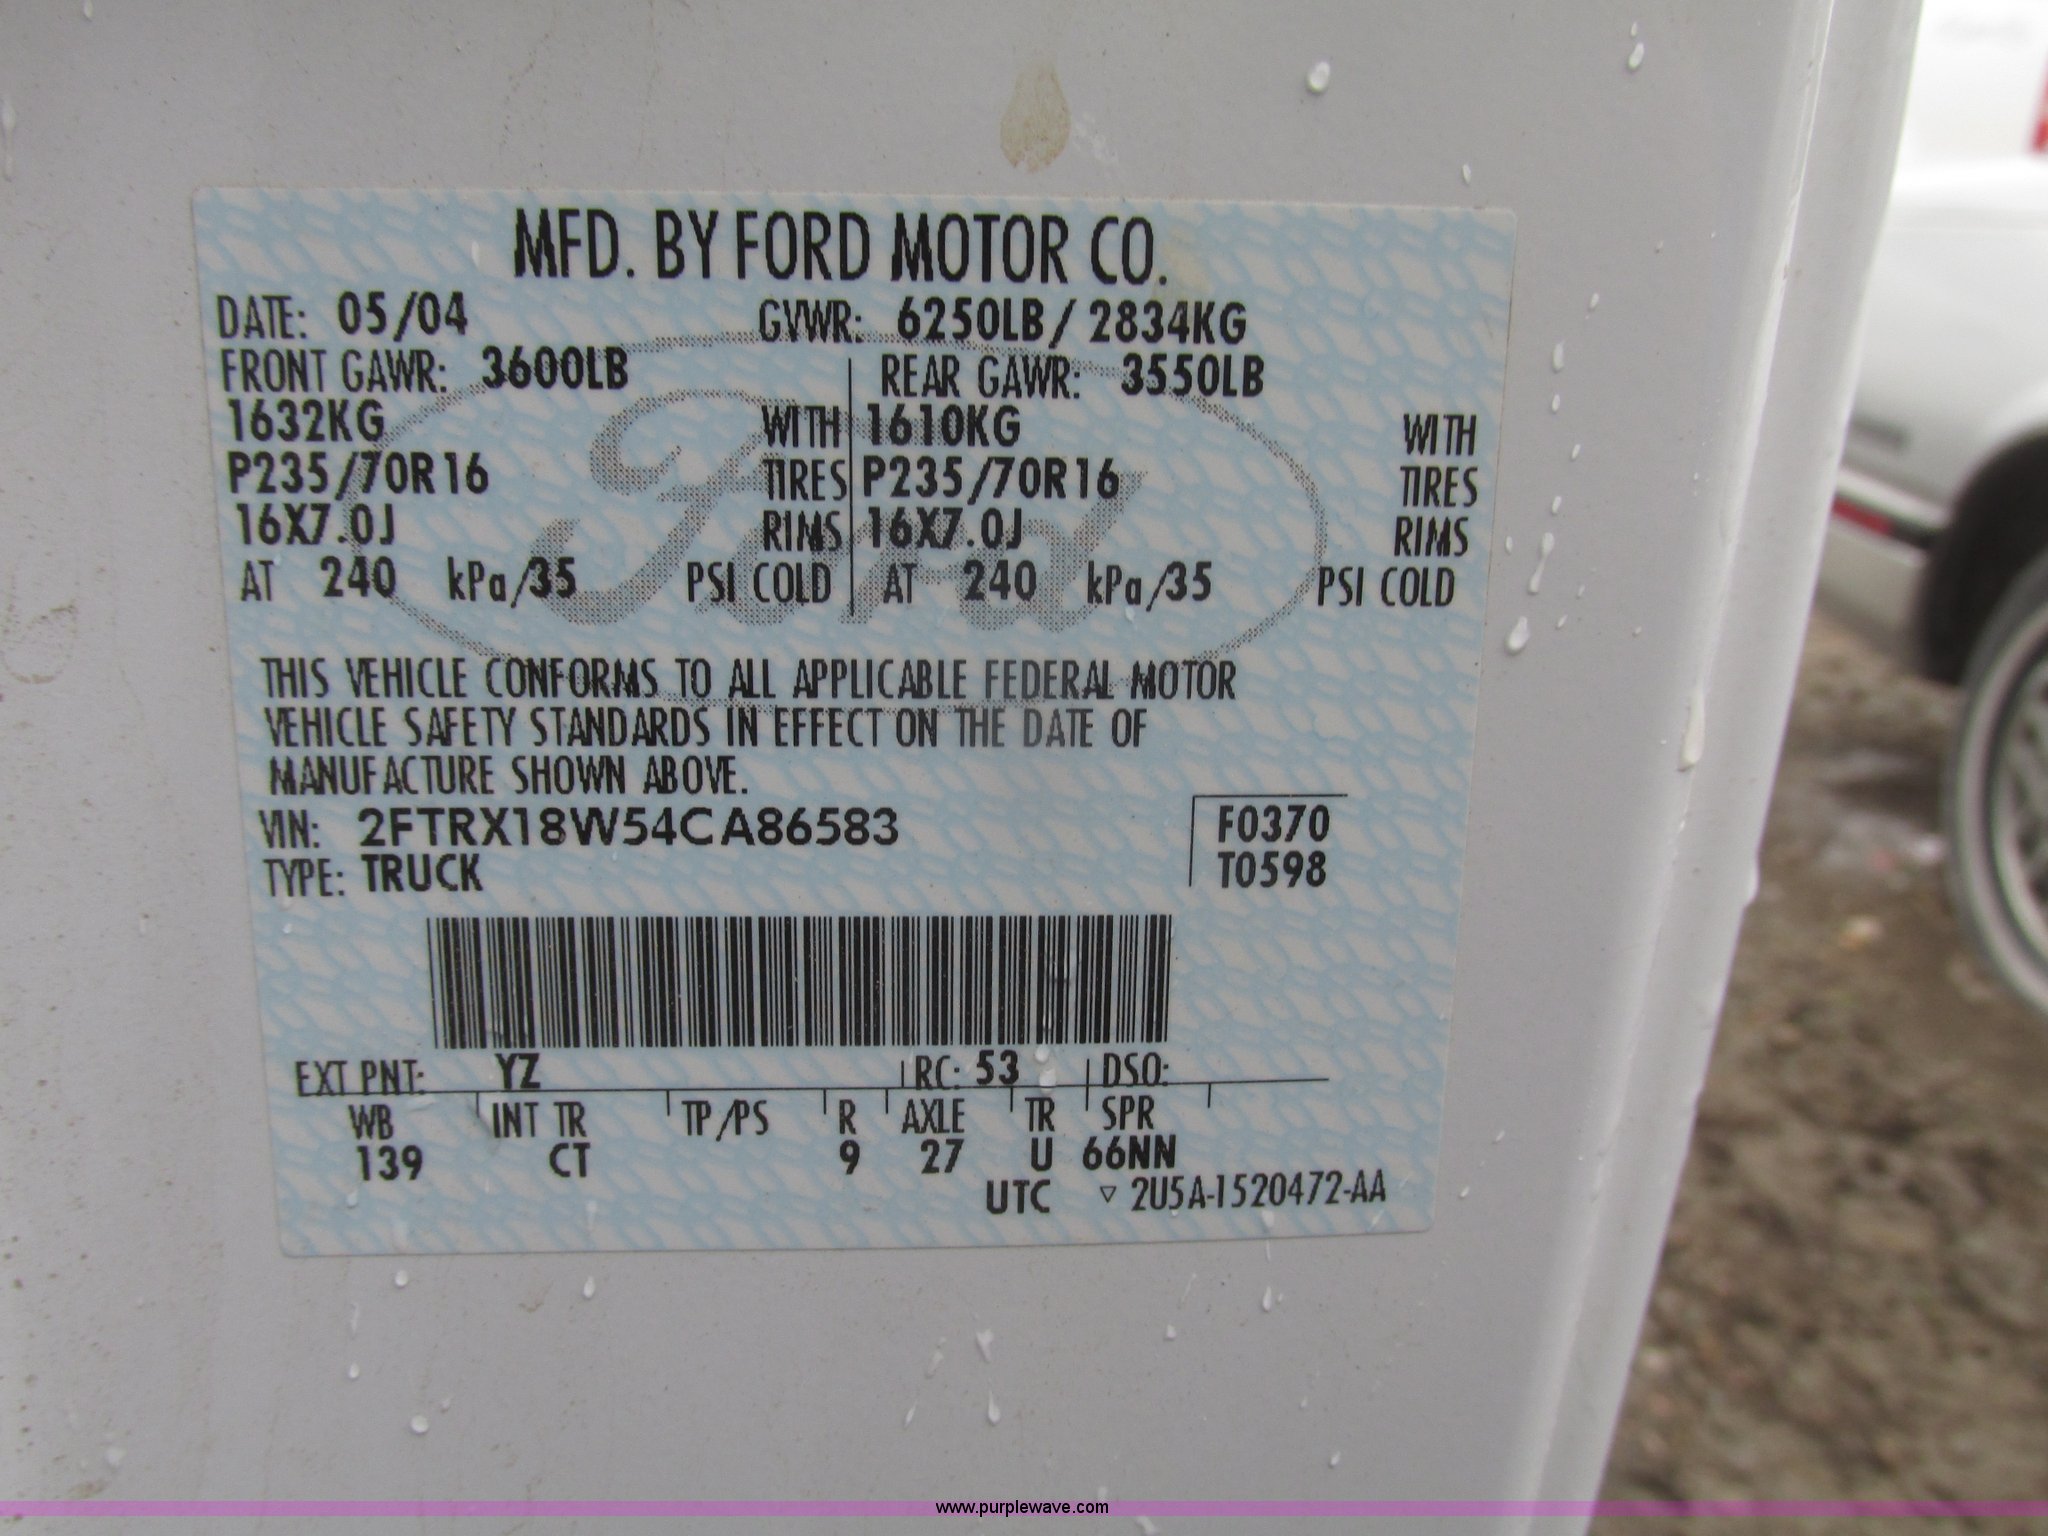 MFD. BY FORD MOTOR CO.
DATE: 05/04 GVWR: 6250LB/ 2834KG
FRONT GAWR: 3600LB REAR GAWR: 3550LB
1632KG WITH 1610KG WITH
P235/70R16 TIRES P235/70R16 TIRES
16X7.0J RIMS 16X7.0J RIMS
AT 240 kPa/35 PSI COLD AT 240 kPa/35 PSI COLD
Ford
THIS VEHICLE CONFORMS TO ALL APPLICABLE FEDERAL MOTOR
VEHICLE SAFETY STANDARDS IN EFFECT ON THE DATE OF
MANUFACTURE SHOWN ABOVE.
VIN: 2FTRX18W54CA86583 F0370
TYPE: TRUCK T0598
EXT PNT: YZ RC: 53 DSO:
WB INT TR TP/PS R AXLE TR SPR
139 CT 9 27 U 66NN
UTC ▽ 2U5A-1520472-AA
www.purplewave.com